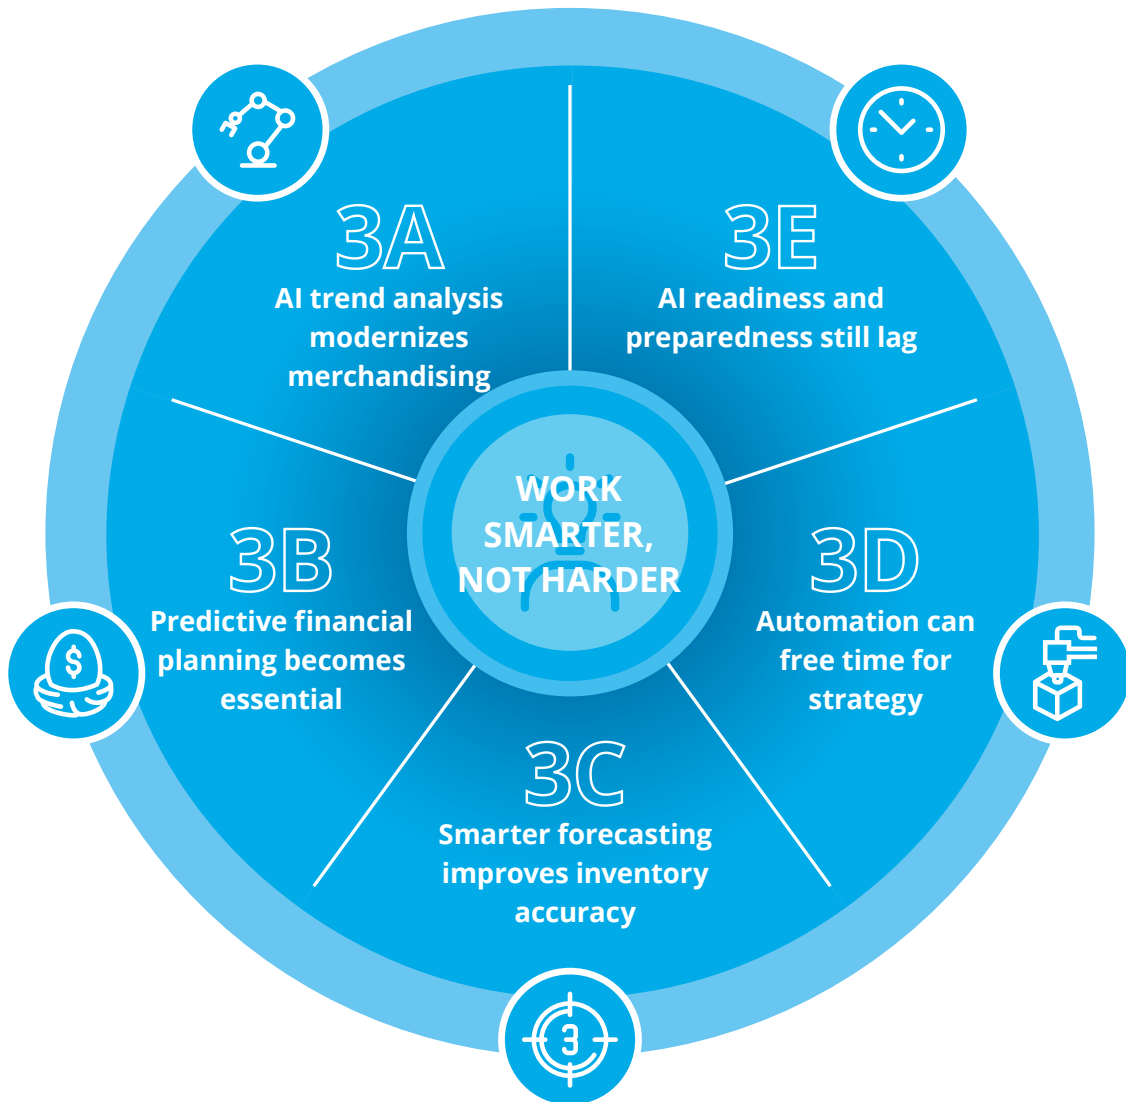 3A
AI trend analysis
modernizes
merchandising
3E
AI readiness and
preparedness still lag
WORK
SMARTER,
NOT HARDER
3B
Predictive financial
planning becomes
essential
$
3D
Automation can
free time for
strategy
3C
Smarter forecasting
improves inventory
accuracy
3